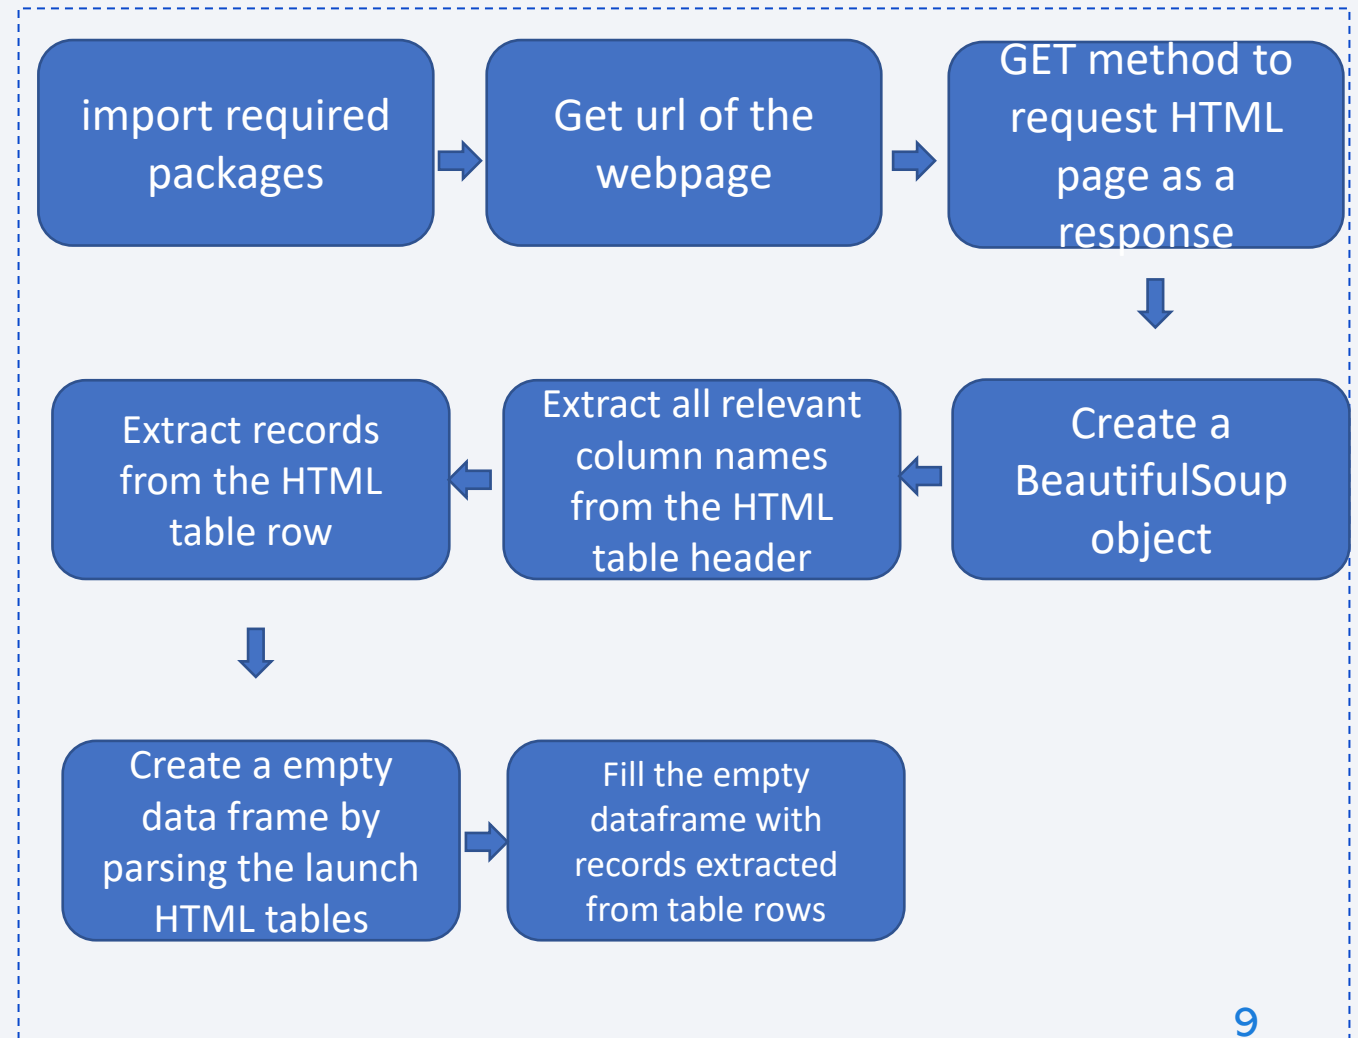 import required
packages
Get url of the
webpage
GET method to
request HTML
page as a
response
Create a
BeautifulSoup
object
Extract all relevant
column names
from the HTML
table header
Extract records
from the HTML
table row
Create a empty
data frame by
parsing the launch
HTML tables
Fill the empty
dataframe with
records extracted
from table rows
9